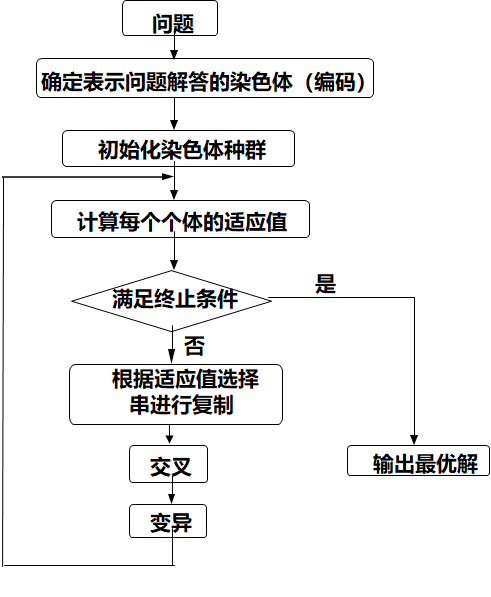 问题
确定表示问题解答的染色体（编码）
初始化染色体种群
计算每个个体的适应值
满足终止条件
是
否
根据适应值选择
串进行复制
交叉
输出最优解
变异